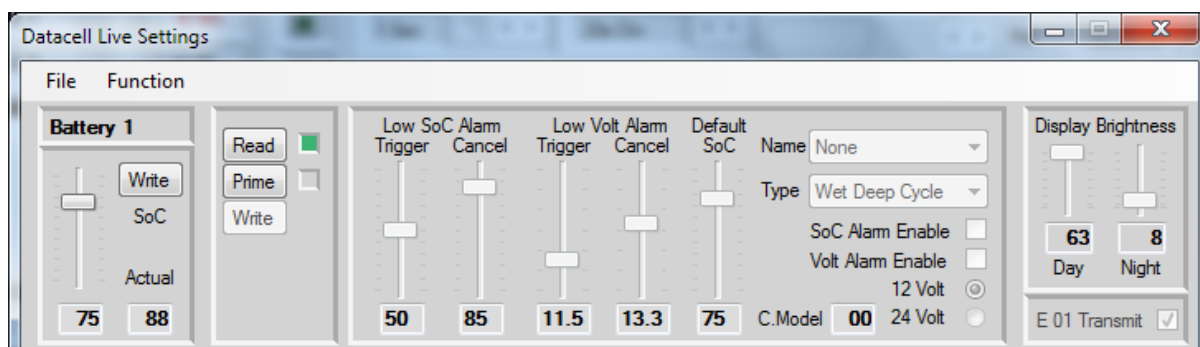 Datacell Live Settings
X
File Function
Battery 1
Write
SoC
Actual
75 88
Read
Prime
Write
Low SoC Alarm
Trigger Cancel
50 85
Low Volt Alarm
Trigger Cancel
11.5 13.3
Default
SoC
75
Name None
Type Wet Deep Cycle
SoC Alarm Enable
Volt Alarm Enable
12 Volt
C.Model 00 24 Volt
Display Brightness
63 8
Day Night
E 01 Transmit